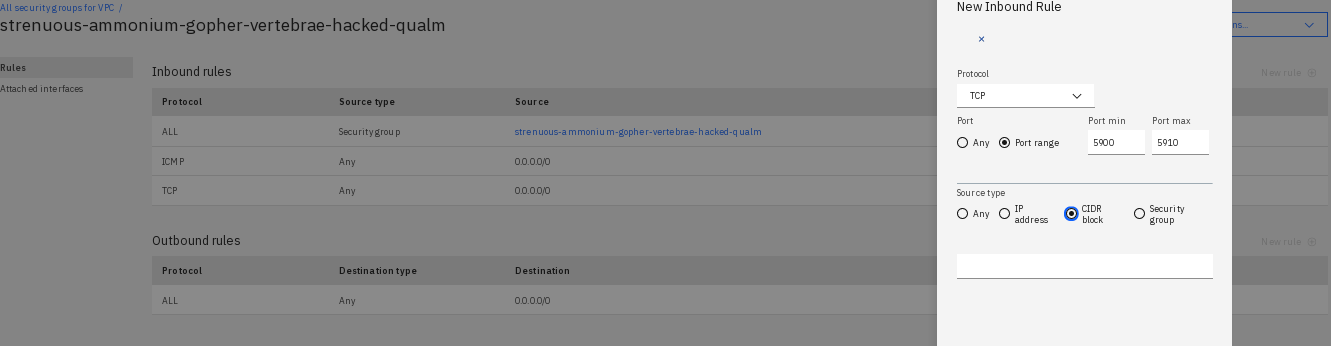 All security groups for VPC /
strenuous-ammonium-gopher-vertebrae-hacked-qualm
ns...
Rules
Attached interfaces
Inbound rules
New rule
Protocol Source type Source
ALL Security group strenuous-ammonium-gopher-vertebrae-hacked-qualm
ICMP Any 0.0.0.0/0
TCP Any 0.0.0.0/0
Outbound rules
New rule
Protocol Destination type Destination
ALL Any 0.0.0.0/0
New Inbound Rule
×
Protocol
TCP
Port Port min Port max
Any Port range 5900 5910
Source type
Any IP address CIDR block Security group